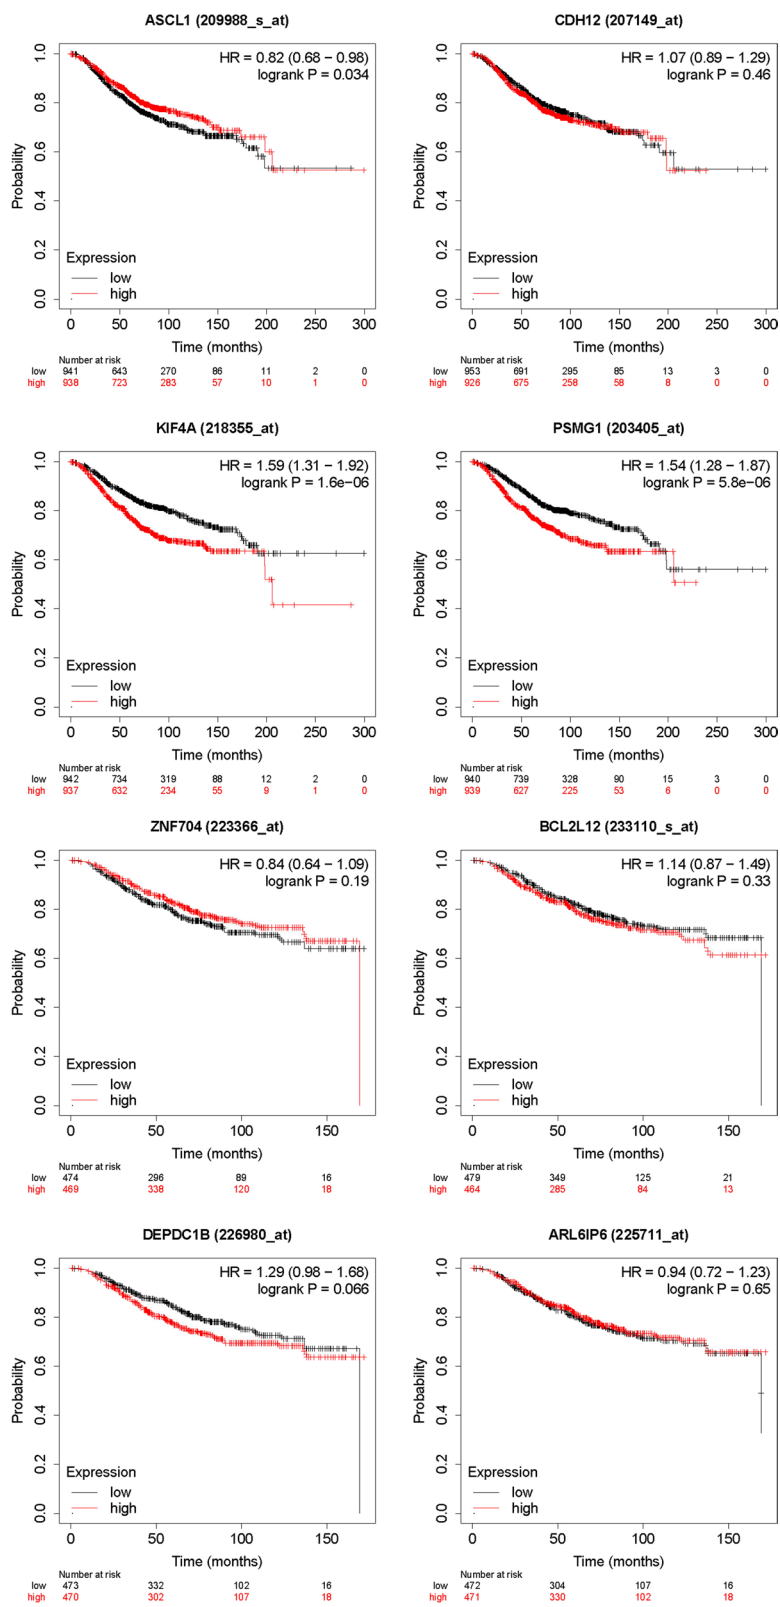 ASCL1 (209988_s_at)
HR = 0.82 (0.68 − 0.98)
logrank P = 0.034
Probability
1.0
0.8
0.6
0.4
0.2
0.0
Expression
low
high
0 50 100 150 200 250 300
Time (months)
Number at risk
low 941 643 270 86 11 2 0
high 938 723 283 57 10 1 0
CDH12 (207149_at)
HR = 1.07 (0.89 − 1.29)
logrank P = 0.46
Probability
1.0
0.8
0.6
0.4
0.2
0.0
Expression
low
high
0 50 100 150 200 250 300
Time (months)
Number at risk
low 953 691 295 85 13 3 0
high 926 675 258 58 8 0 0
KIF4A (218355_at)
HR = 1.59 (1.31 − 1.92)
logrank P = 1.6e−06
Probability
1.0
0.8
0.6
0.4
0.2
0.0
Expression
low
high
0 50 100 150 200 250 300
Time (months)
Number at risk
low 942 734 319 88 12 2 0
high 937 632 234 55 9 1 0
PSMG1 (203405_at)
HR = 1.54 (1.28 − 1.87)
logrank P = 5.8e−06
Probability
1.0
0.8
0.6
0.4
0.2
0.0
Expression
low
high
0 50 100 150 200 250 300
Time (months)
Number at risk
low 940 739 328 90 15 3 0
high 939 627 225 53 6 0 0
ZNF704 (223366_at)
HR = 0.84 (0.64 − 1.09)
logrank P = 0.19
Probability
1.0
0.8
0.6
0.4
0.2
0.0
Expression
low
high
0 50 100 150
Time (months)
Number at risk
low 474 296 89 16
high 469 338 120 18
BCL2L12 (233110_s_at)
HR = 1.14 (0.87 − 1.49)
logrank P = 0.33
Probability
1.0
0.8
0.6
0.4
0.2
0.0
Expression
low
high
0 50 100 150
Time (months)
Number at risk
low 479 349 125 21
high 464 285 84 13
DEPDC1B (226980_at)
HR = 1.29 (0.98 − 1.68)
logrank P = 0.066
Probability
1.0
0.8
0.6
0.4
0.2
0.0
Expression
low
high
0 50 100 150
Time (months)
Number at risk
low 473 332 102 16
high 470 302 107 18
ARL6IP6 (225711_at)
HR = 0.94 (0.72 − 1.23)
logrank P = 0.65
Probability
1.0
0.8
0.6
0.4
0.2
0.0
Expression
low
high
0 50 100 150
Time (months)
Number at risk
low 472 304 107 16
high 471 330 102 18